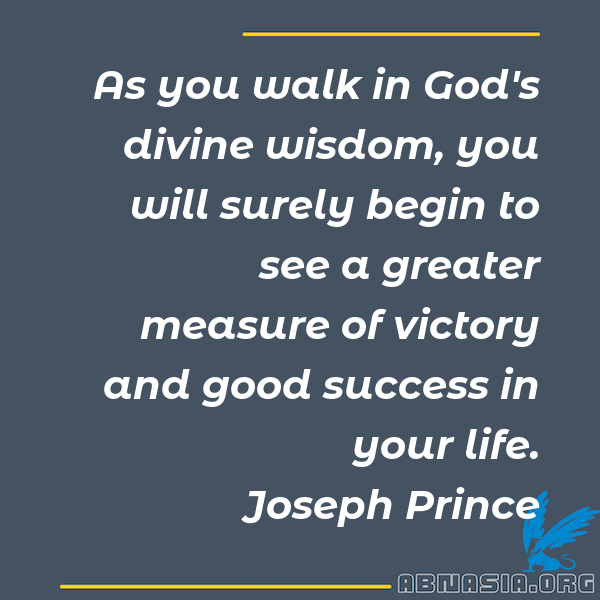 As you walk in God's
divine wisdom, you
will surely begin to
see a greater
measure of victory
and good success in
your life.
Joseph Prince
ABNASIA.ORG